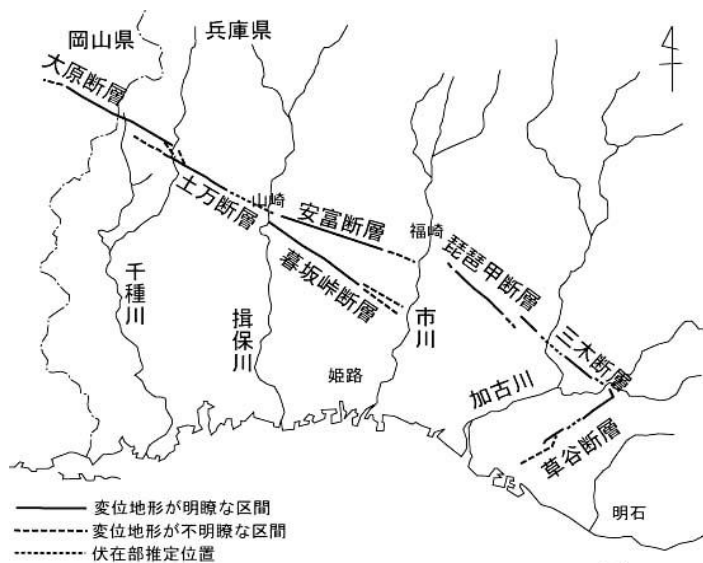 岡山県
兵庫県
大原断層
土万断層
山崎
安富断層
福崎
琵琶甲断層
暮坂峠断層
三木断層
千種川
揖保川
市川
姫路
加古川
草谷断層
明石
変位地形が明瞭な区間
変位地形が不明瞭な区間
伏在部推定位置